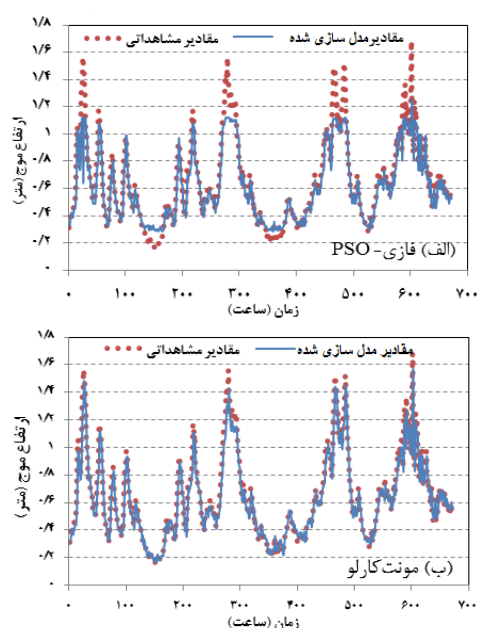 ۱/۸
مقادیر مشاهداتی مقادیرمدل سازی شده
۱/۶
۱/۴
۱/۲
۱
۰/۸
۰/۶
۰/۴
۰/۲
۰
ارتفاع موج (متر)
(الف) فازی-PSO
۰ ۱۰۰ ۲۰۰ ۳۰۰ ۴۰۰ ۵۰۰ ۶۰۰ ۷۰۰
زمان (ساعت)
۱/۸
مقادیر مشاهداتی مقادیر مدل سازی شده
۱/۶
۱/۴
۱/۲
۱
۰/۸
۰/۶
۰/۴
۰/۲
۰
ارتفاع موج (متر)
(ب) مونت‌کارلو
۰ ۱۰۰ ۲۰۰ ۳۰۰ ۴۰۰ ۵۰۰ ۶۰۰ ۷۰۰
زمان (ساعت)